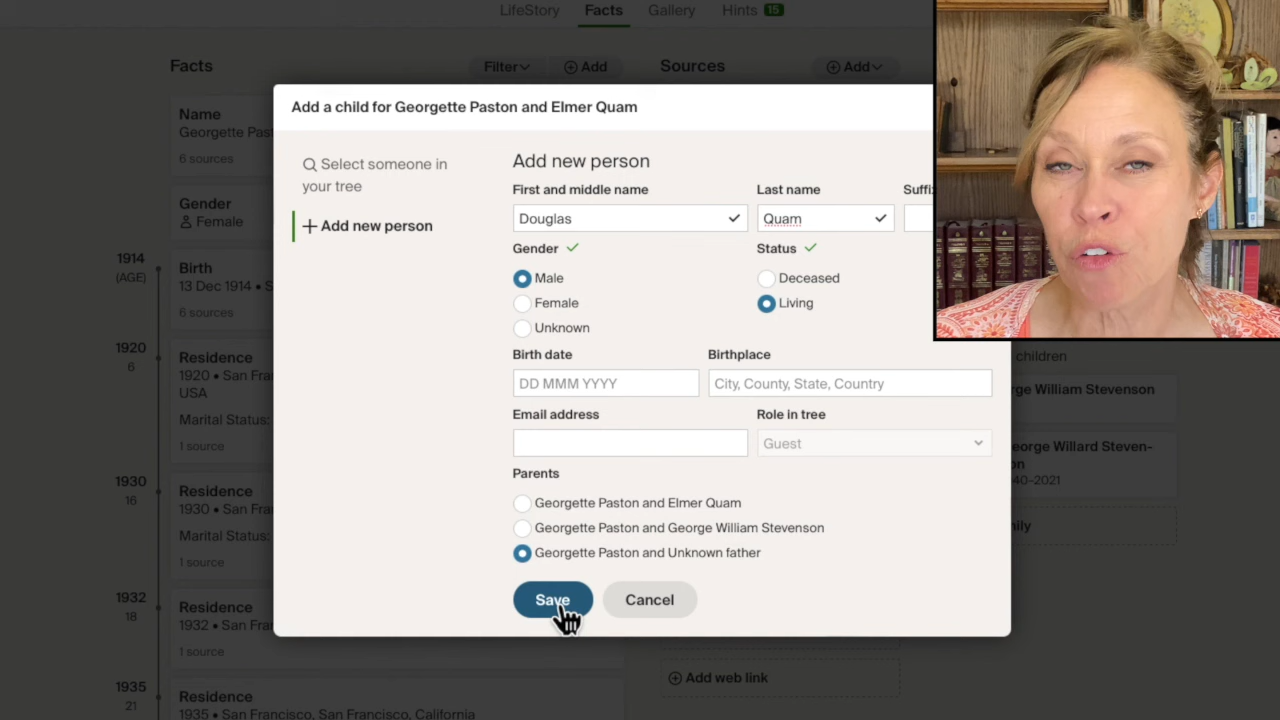 LifeStory
Facts
Gallery
Hints 15
Facts
Filter
Add
Sources
Add
Name
Georgette Past
6 sources
Gender
Female
1914
(AGE)
Birth
13 Dec 1914 • S
6 sources
1920
6
Residence
1920 • San Fran
USA
Marital Status:
1 source
1930
16
Residence
1930 • San Fran
Marital Status:
1 source
1932
18
Residence
1932 • San Fran
1 source
1935
21
Residence
1935 • San Francisco, San Francisco, California
Add a child for Georgette Paston and Elmer Quam
Select someone in
your tree
Add new person
Add new person
First and middle name
Last name
Suffi
Douglas
Quam
Gender
Status
Male
Deceased
Female
Living
Unknown
Birth date
Birthplace
DD MMM YYYY
City, County, State, Country
Email address
Role in tree
Guest
Parents
Georgette Paston and Elmer Quam
Georgette Paston and George William Stevenson
Georgette Paston and Unknown father
Save
Cancel
children
rge William Stevenson
eorge Willard Steven-
on
40-2021
mily
Add web link